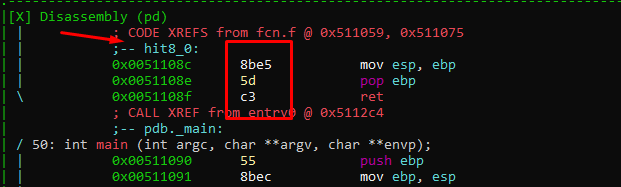 [X] Disassembly (pd)
| ; CODE XREFS from fcn.f @ 0x511059, 0x511075
| ;-- hit8_0:
| 0x0051108c 8be5 mov esp, ebp
| 0x0051108e 5d pop ebp
\ 0x0051108f c3 ret
; CALL XREF from entry0 @ 0x5112c4
;-- pdb._main:
/ 50: int main (int argc, char **argv, char **envp);
| 0x00511090 55 push ebp
| 0x00511091 8bec mov ebp, esp